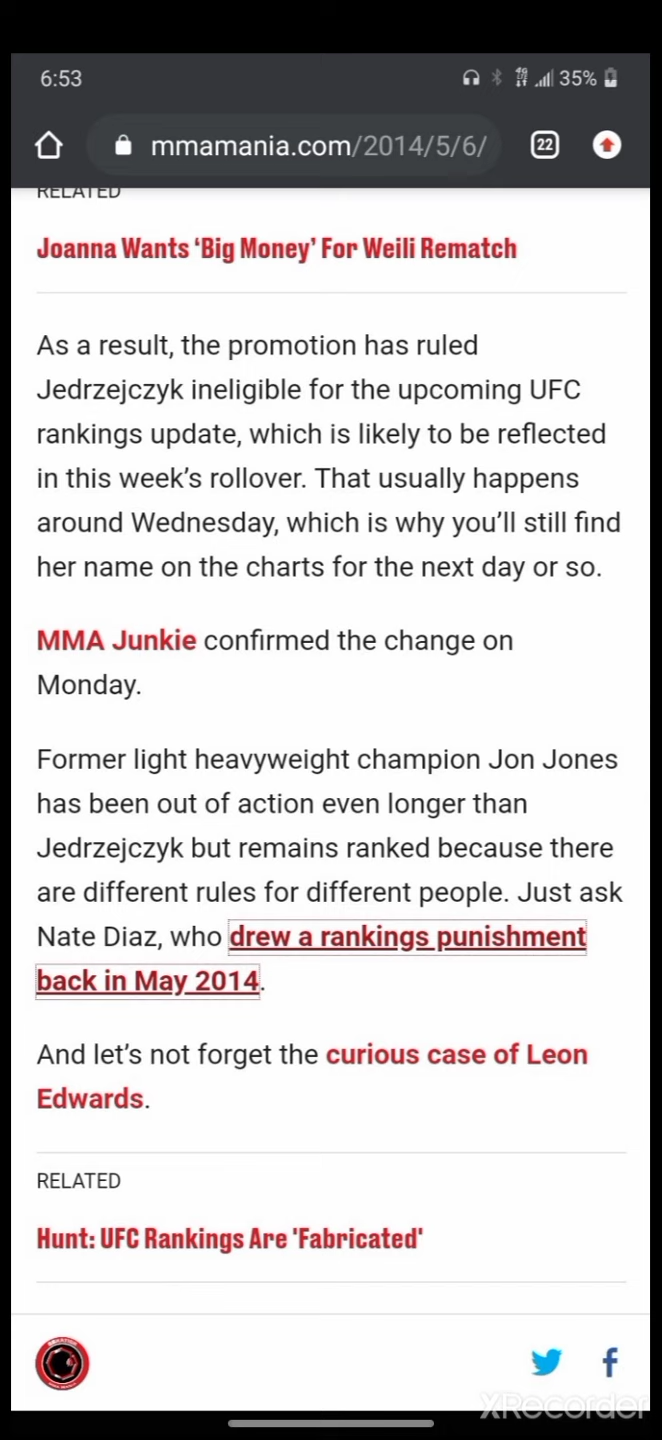 6:53
4G
35%
mmamania.com/2014/5/6/
22
RELATED
Joanna Wants ‘Big Money’ For Weili Rematch
As a result, the promotion has ruled
Jedrzejczyk ineligible for the upcoming UFC
rankings update, which is likely to be reflected
in this week’s rollover. That usually happens
around Wednesday, which is why you’ll still find
her name on the charts for the next day or so.
MMA Junkie confirmed the change on
Monday.
Former light heavyweight champion Jon Jones
has been out of action even longer than
Jedrzejczyk but remains ranked because there
are different rules for different people. Just ask
Nate Diaz, who drew a rankings punishment
back in May 2014.
And let’s not forget the curious case of Leon
Edwards.
RELATED
Hunt: UFC Rankings Are 'Fabricated'
XRecorder